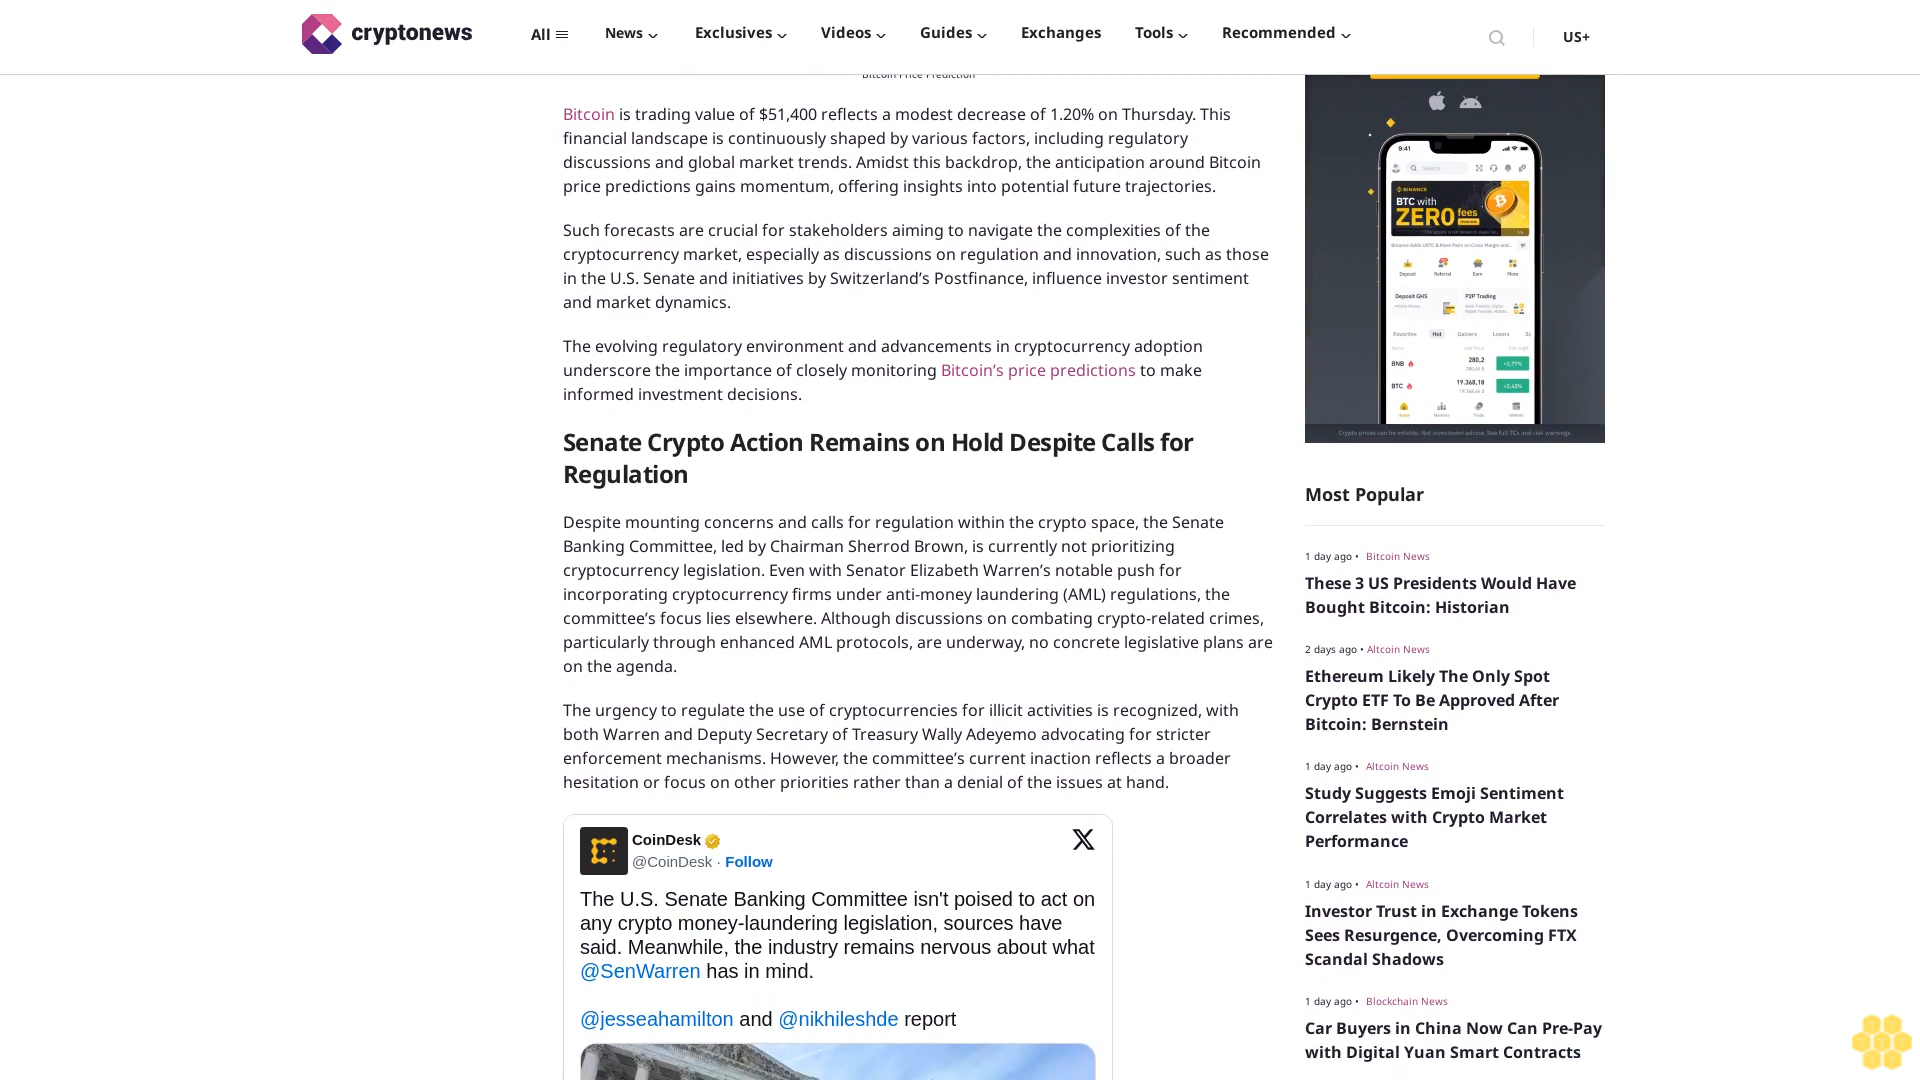 cryptonews
All
News
Exclusives
Videos
Guides
Exchanges
Tools
Recommended
US+
Bitcoin Price Prediction
Bitcoin is trading value of $51,400 reflects a modest decrease of 1.20% on Thursday. This
financial landscape is continuously shaped by various factors, including regulatory
discussions and global market trends. Amidst this backdrop, the anticipation around Bitcoin
price predictions gains momentum, offering insights into potential future trajectories.
Such forecasts are crucial for stakeholders aiming to navigate the complexities of the
cryptocurrency market, especially as discussions on regulation and innovation, such as those
in the U.S. Senate and initiatives by Switzerland’s Postfinance, influence investor sentiment
and market dynamics.
The evolving regulatory environment and advancements in cryptocurrency adoption
underscore the importance of closely monitoring Bitcoin’s price predictions to make
informed investment decisions.
Senate Crypto Action Remains on Hold Despite Calls for
Regulation
Despite mounting concerns and calls for regulation within the crypto space, the Senate
Banking Committee, led by Chairman Sherrod Brown, is currently not prioritizing
cryptocurrency legislation. Even with Senator Elizabeth Warren’s notable push for
incorporating cryptocurrency firms under anti-money laundering (AML) regulations, the
committee’s focus lies elsewhere. Although discussions on combating crypto-related crimes,
particularly through enhanced AML protocols, are underway, no concrete legislative plans are
on the agenda.
The urgency to regulate the use of cryptocurrencies for illicit activities is recognized, with
both Warren and Deputy Secretary of Treasury Wally Adeyemo advocating for stricter
enforcement mechanisms. However, the committee’s current inaction reflects a broader
hesitation or focus on other priorities rather than a denial of the issues at hand.
CoinDesk
@CoinDesk · Follow
The U.S. Senate Banking Committee isn't poised to act on
any crypto money-laundering legislation, sources have
said. Meanwhile, the industry remains nervous about what
@SenWarren has in mind.
@jesseahamilton and @nikhileshde report
9:41
Search
BINANCE
BTC with
ZERO fees
Deposit
Referral
Earn
More
Deposit GHS
P2P Trading
Favorites
Hot
Gainers
Losers
BNB
280,2
+3,77%
BTC
19.368,18
+3,43%
Home
Markets
Trade
Wallets
Crypto prices can be volatile. Not investment advice. See full TCs and risk warnings
Most Popular
1 day ago • Bitcoin News
These 3 US Presidents Would Have
Bought Bitcoin: Historian
2 days ago • Altcoin News
Ethereum Likely The Only Spot
Crypto ETF To Be Approved After
Bitcoin: Bernstein
1 day ago • Altcoin News
Study Suggests Emoji Sentiment
Correlates with Crypto Market
Performance
1 day ago • Altcoin News
Investor Trust in Exchange Tokens
Sees Resurgence, Overcoming FTX
Scandal Shadows
1 day ago • Blockchain News
Car Buyers in China Now Can Pre-Pay
with Digital Yuan Smart Contracts